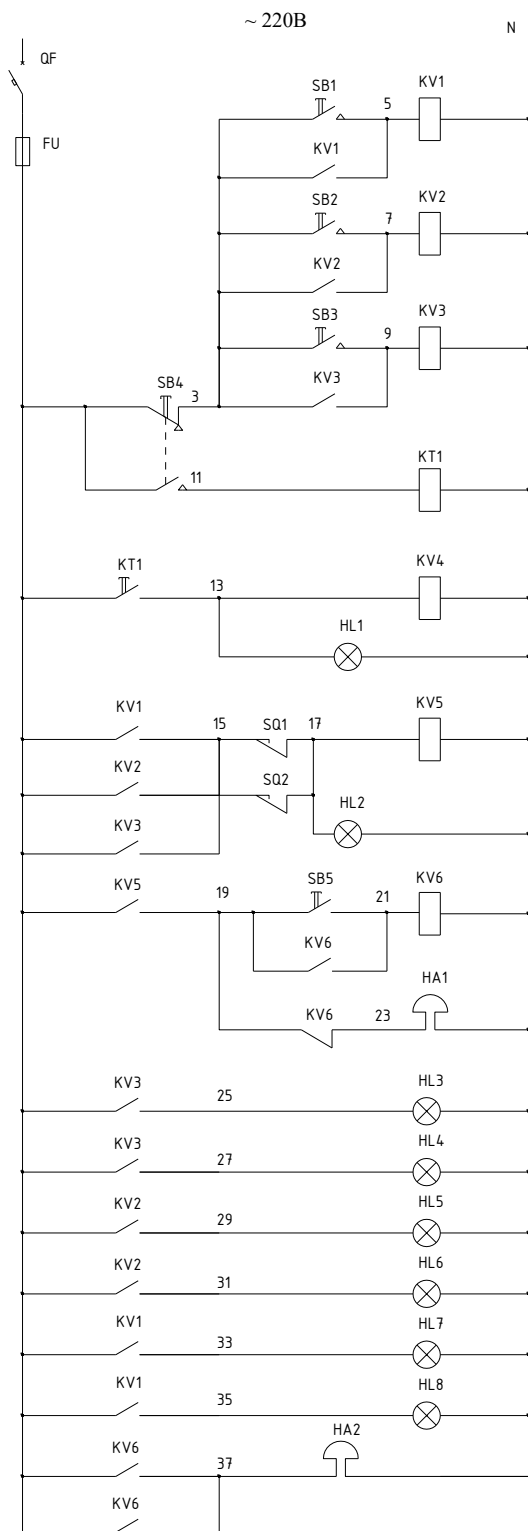 ~ 220В
N
QF
SB1
5
KV1
FU
KV1
SB2
7
KV2
KV2
SB3
9
KV3
SB4
3
KV3
11
KT1
KT1
13
KV4
HL1
KV1
15
SQ1
17
KV5
KV2
SQ2
HL2
KV3
KV5
19
SB5
21
KV6
KV6
KV6
23
HA1
KV3
25
HL3
KV3
27
HL4
KV2
29
HL5
KV2
31
HL6
KV1
33
HL7
KV1
35
HL8
KV6
37
HA2
KV6